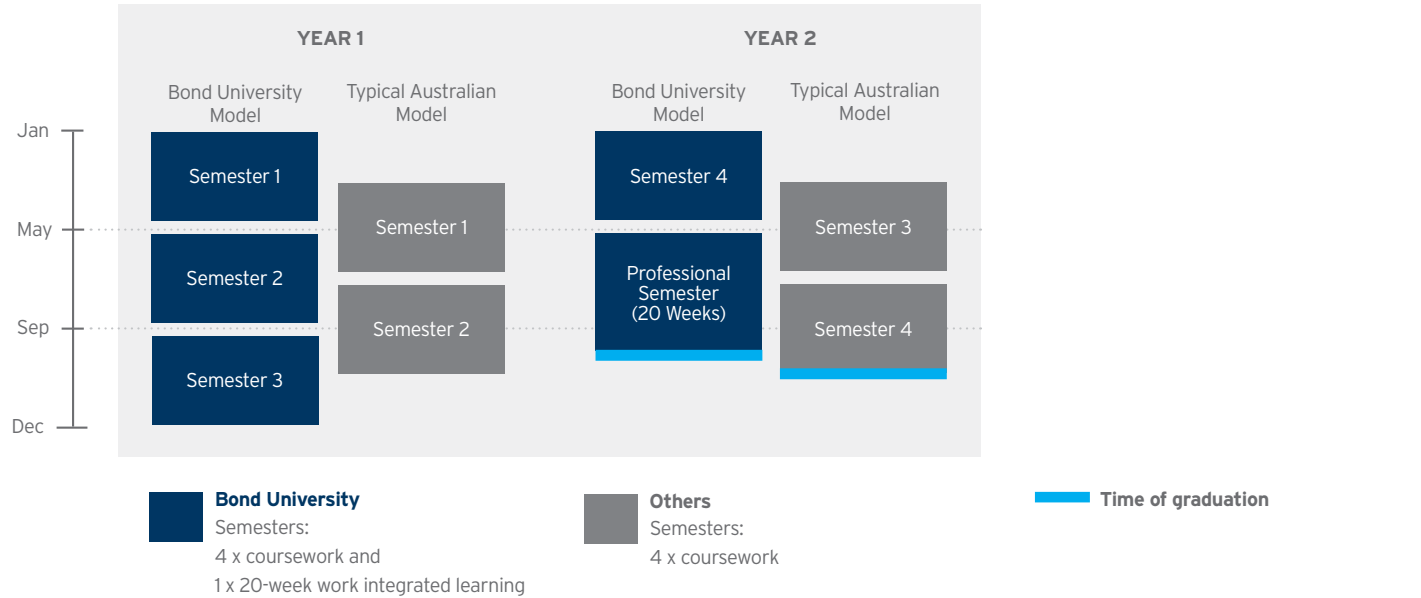 YEAR 1
YEAR 2
Bond University
Model
Typical Australian
Model
Bond University
Model
Typical Australian
Model
Jan
May
Sep
Dec
Semester 1
Semester 2
Semester 3
Semester 1
Semester 2
Semester 4
Professional
Semester
(20 Weeks)
Semester 3
Semester 4
Bond University
Semesters:
4 x coursework and
1 x 20-week work integrated learning
Others
Semesters:
4 x coursework
Time of graduation